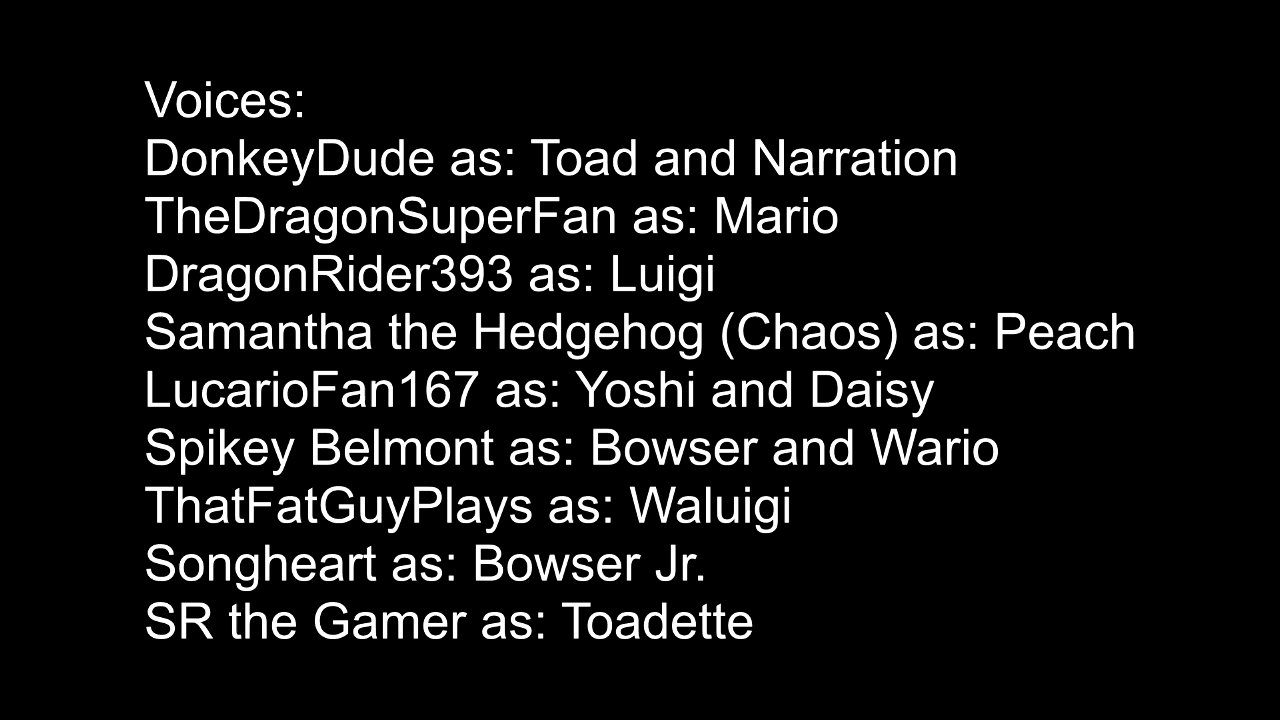 Voices:
DonkeyDude as: Toad and Narration
TheDragonSuperFan as: Mario
DragonRider393 as: Luigi
Samantha the Hedgehog (Chaos) as: Peach
LucarioFan167 as: Yoshi and Daisy
Spikey Belmont as: Bowser and Wario
ThatFatGuyPlays as: Waluigi
Songheart as: Bowser Jr.
SR the Gamer as: Toadette